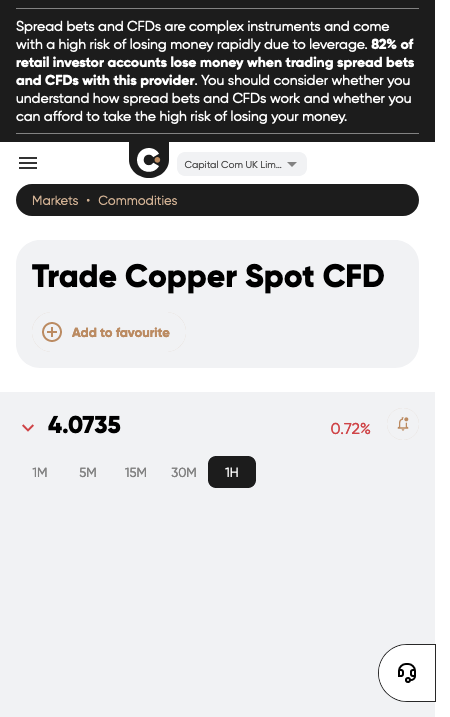 Spread bets and CFDs are complex instruments and come
with a high risk of losing money rapidly due to leverage. 82% of
retail investor accounts lose money when trading spread bets
and CFDs with this provider. You should consider whether you
understand how spread bets and CFDs work and whether you
can afford to take the high risk of losing your money.
Capital Com UK Lim...
Markets • Commodities
Trade Copper Spot CFD
Add to favourite
4.0735
0.72%
1M 5M 15M 30M 1H